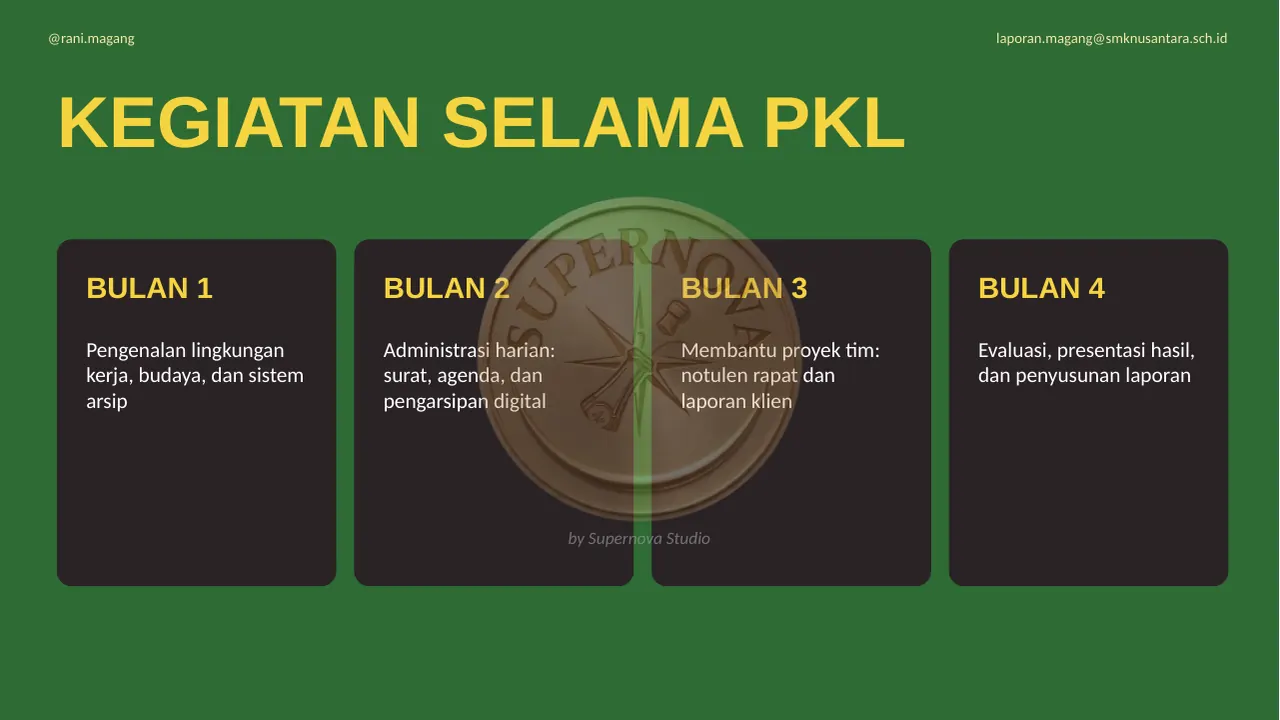 @rani.magang
laporan.magang@smknusantara.sch.id
KEGIATAN SELAMA PKL
BULAN 1
Pengenalan lingkungan
kerja, budaya, dan sistem
arsip
BULAN 2
Administrasi harian:
surat, agenda, dan
pengarsipan digital
BULAN 3
Membantu proyek tim:
notulen rapat dan
laporan klien
BULAN 4
Evaluasi, presentasi hasil,
dan penyusunan laporan
SUPERNOVA
by Supernova Studio